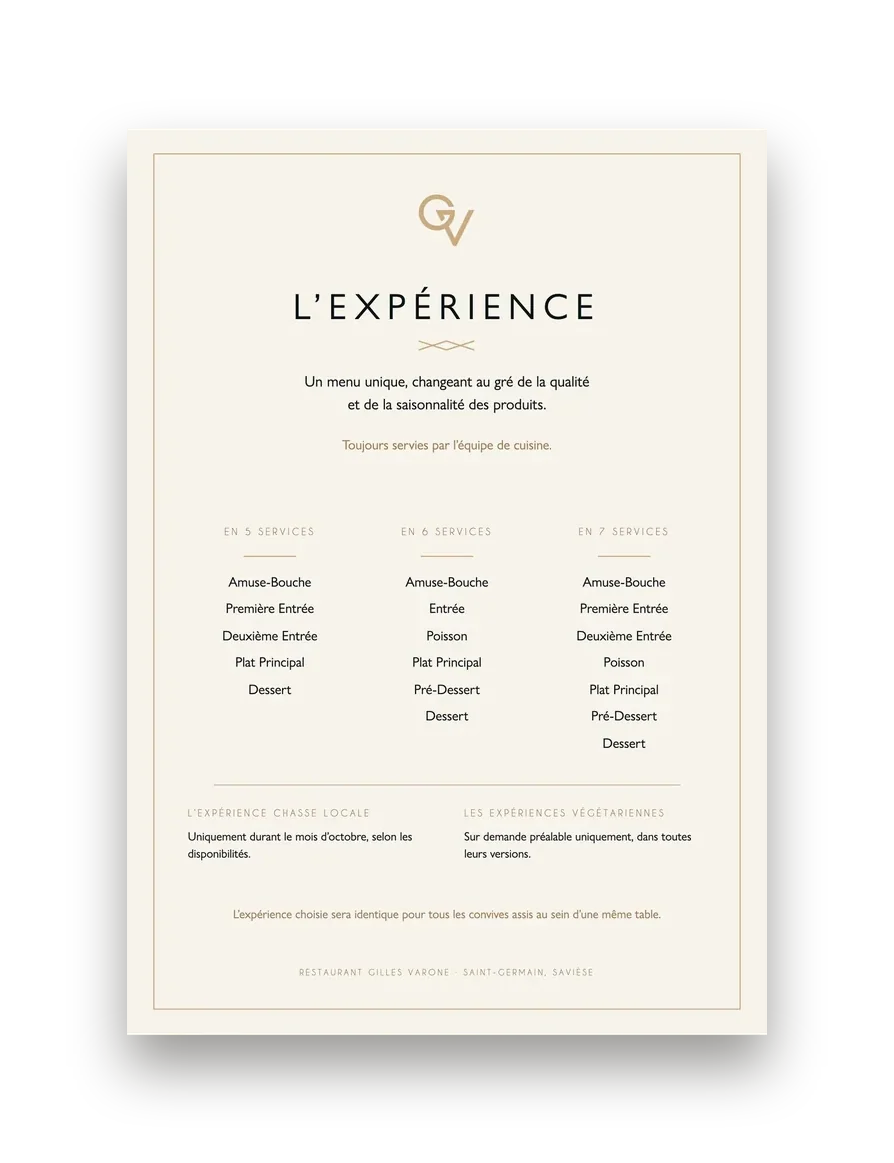 GV
L’EXPÉRIENCE
Un menu unique, changeant au gré de la qualité
et de la saisonnalité des produits.
Toujours servies par l’équipe de cuisine.
EN 5 SERVICES
Amuse-Bouche
Première Entrée
Deuxième Entrée
Plat Principal
Dessert
EN 6 SERVICES
Amuse-Bouche
Entrée
Poisson
Plat Principal
Pré-Dessert
Dessert
EN 7 SERVICES
Amuse-Bouche
Première Entrée
Deuxième Entrée
Poisson
Plat Principal
Pré-Dessert
Dessert
L’EXPÉRIENCE CHASSE LOCALE
Uniquement durant le mois d’octobre, selon les
disponibilités.
LES EXPÉRIENCES VÉGÉTARIENNES
Sur demande préalable uniquement, dans toutes
leurs versions.
L’expérience choisie sera identique pour tous les convives assis au sein d’une même table.
RESTAURANT GILLES VARONE · SAINT-GERMAIN, SAVIÈSE